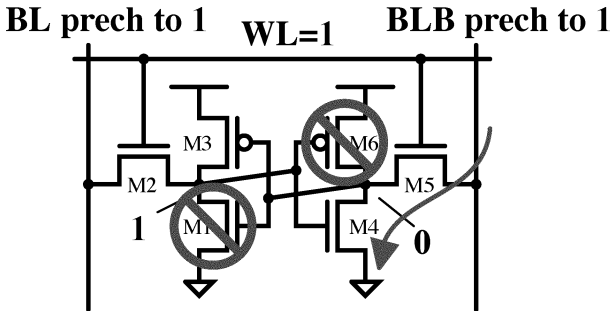 BL prech to 1
BLB prech to 1
WL=1
M3
M6
M2
M5
1
M1
M4
0